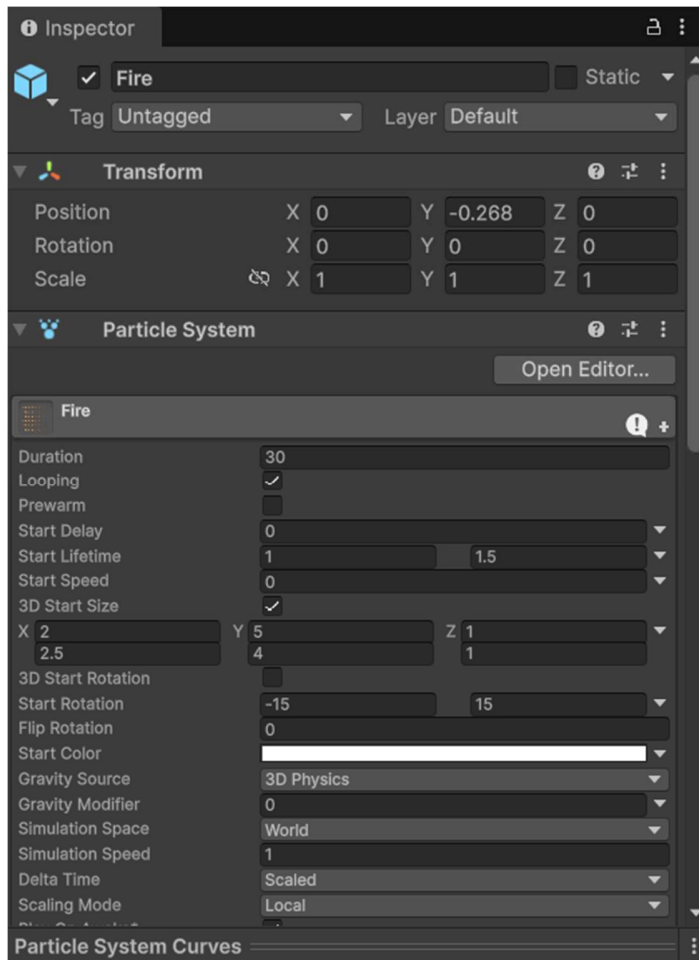 Inspector
Fire Static
Tag Untagged Layer Default
Transform
Position X 0 Y -0.268 Z 0
Rotation X 0 Y 0 Z 0
Scale X 1 Y 1 Z 1
Particle System
Open Editor...
Fire
Duration 30
Looping
Prewarm
Start Delay 0
Start Lifetime 1 1.5
Start Speed 0
3D Start Size
X 2 Y 5 Z 1
2.5 4 1
3D Start Rotation
Start Rotation -15 15
Flip Rotation 0
Start Color
Gravity Source 3D Physics
Gravity Modifier 0
Simulation Space World
Simulation Speed 1
Delta Time Scaled
Scaling Mode Local
Particle System Curves